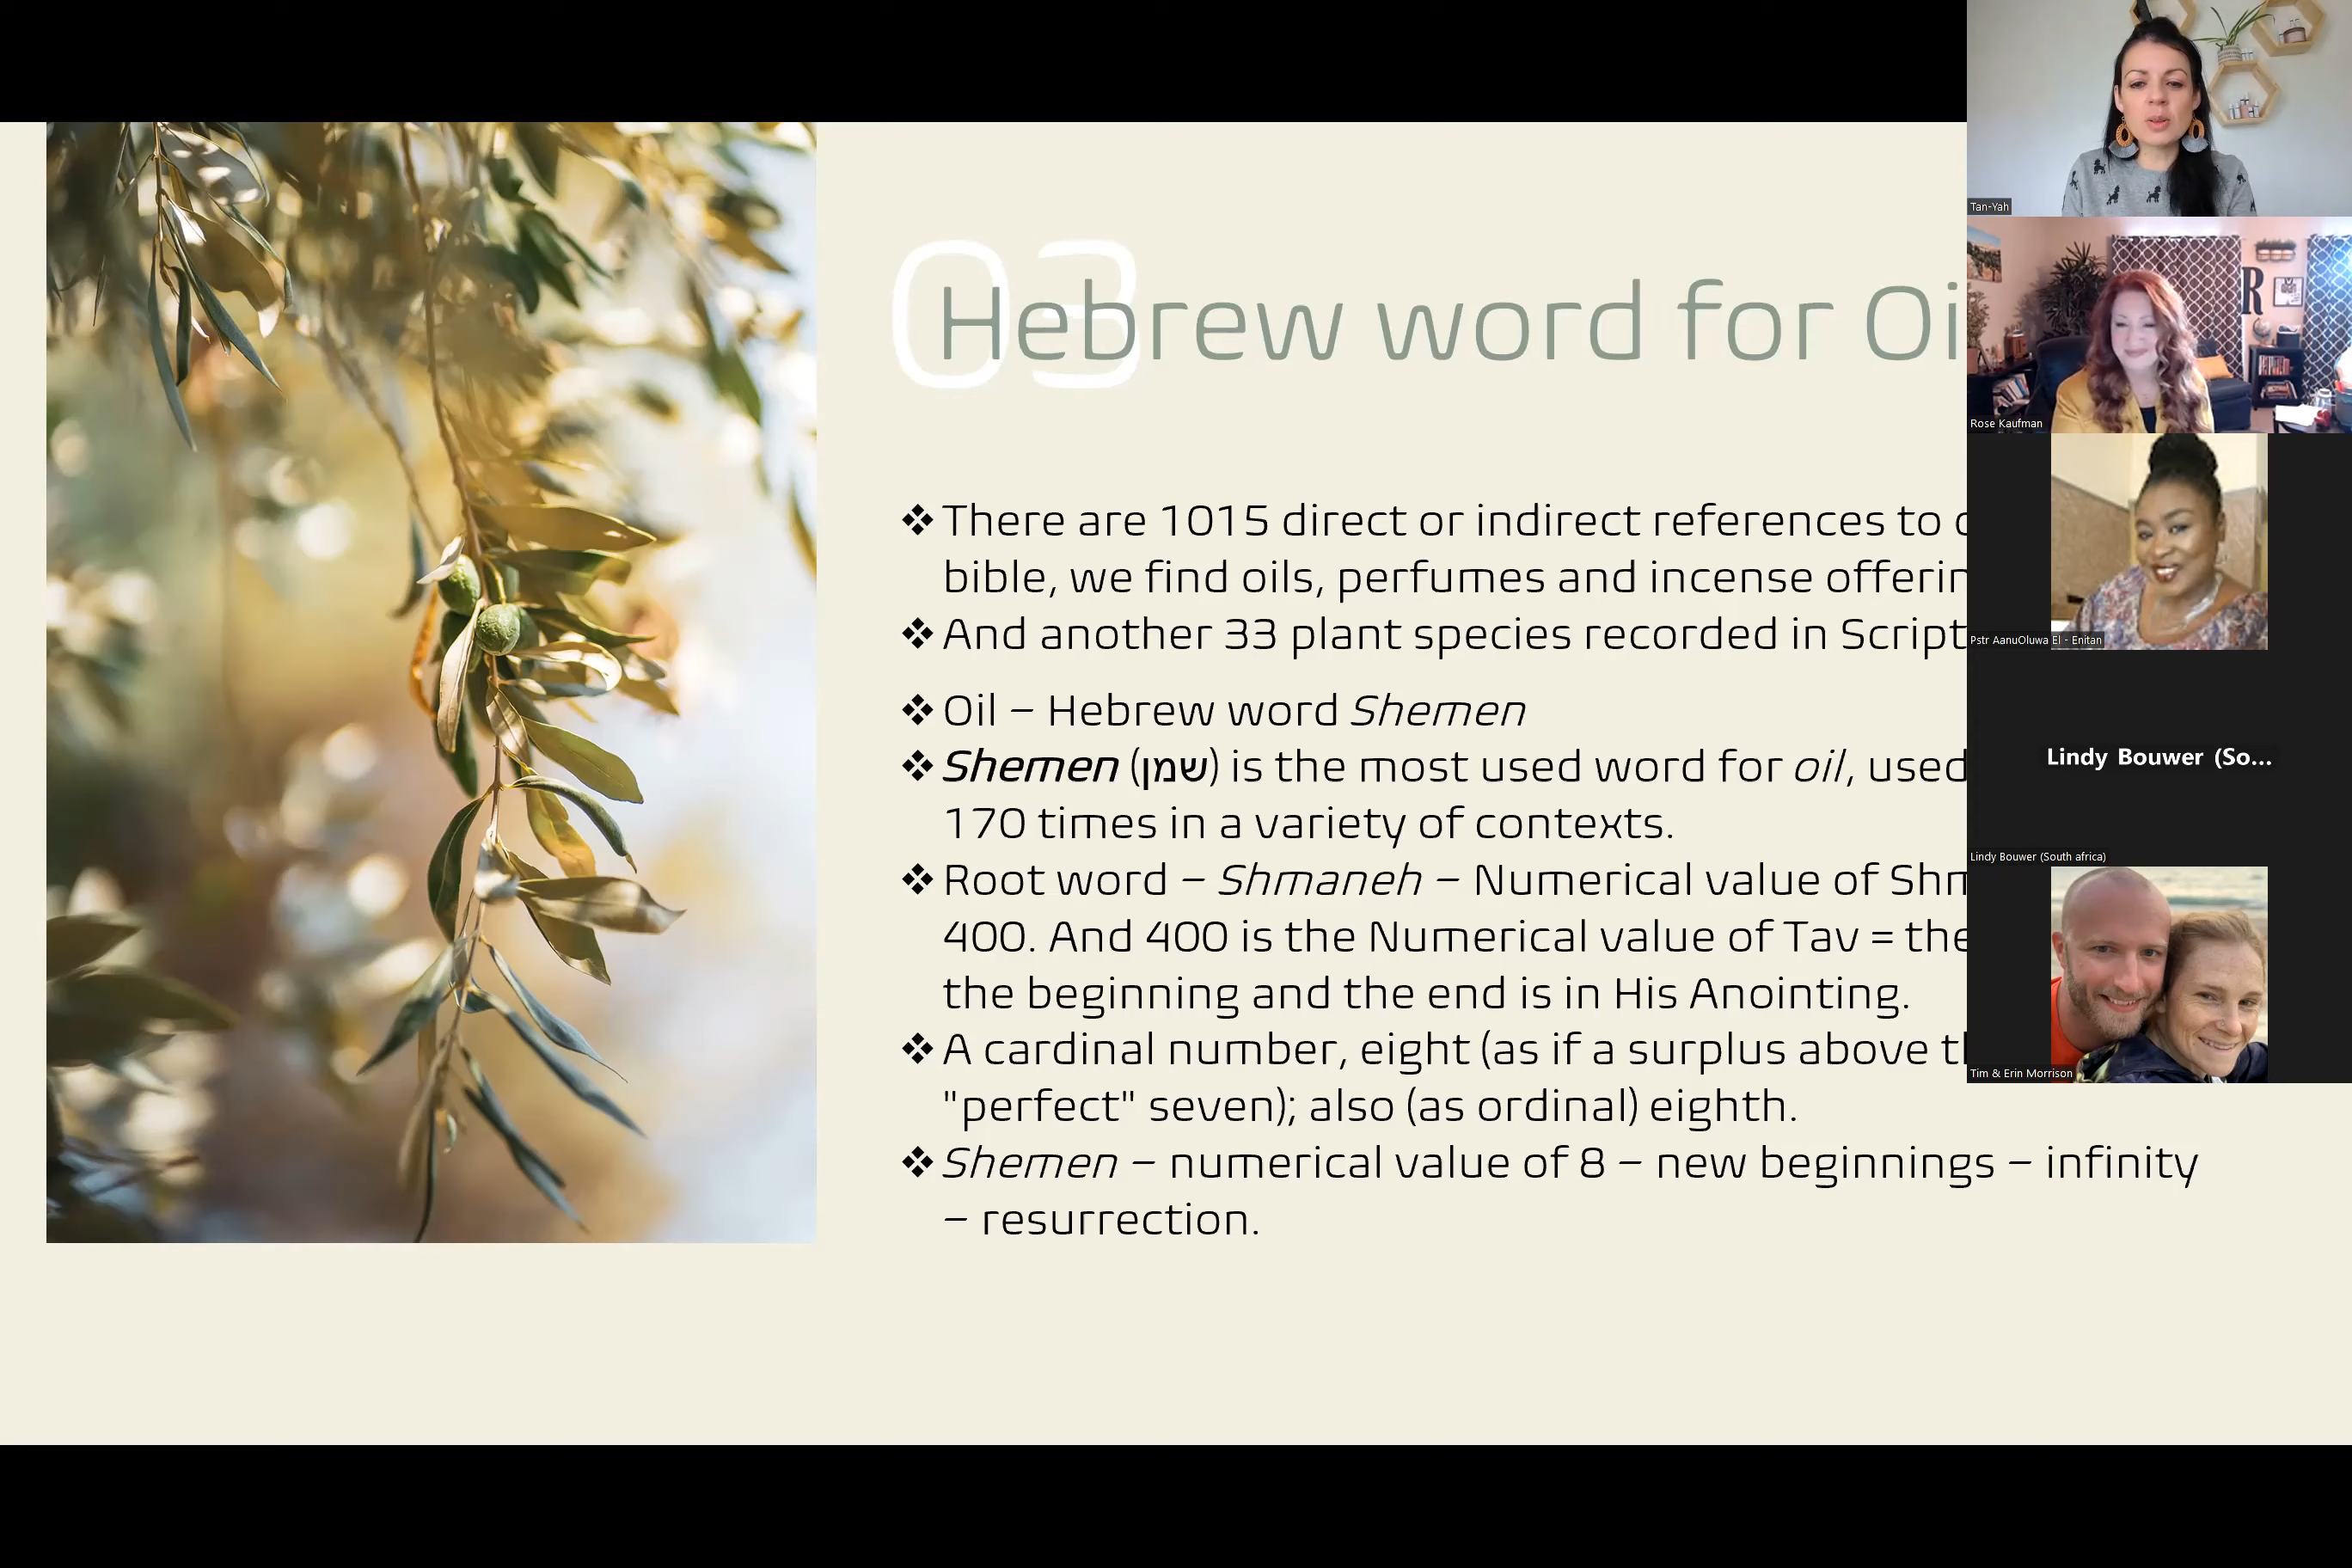 03
Hebrew word for Oi
❖ There are 1015 direct or indirect references to
bible, we find oils, perfumes and incense offerin
❖ And another 33 plant species recorded in Script
❖ Oil – Hebrew word Shemen
❖ Shemen (שמן) is the most used word for oil, used
170 times in a variety of contexts.
❖ Root word – Shmaneh – Numerical value of
400. And 400 is the Numerical value of Tav = the
the beginning and the end is in His Anointing.
❖ A cardinal number, eight (as if a surplus above
"perfect" seven); also (as ordinal) eighth.
❖ Shemen – numerical value of 8 – new beginnings – infinity
– resurrection.
Tan-Yah
Rose Kaufman
R
Pstr AanuOluwa El - Enitan
Lindy Bouwer (So...
Lindy Bouwer (South africa)
Tim & Erin Morrison